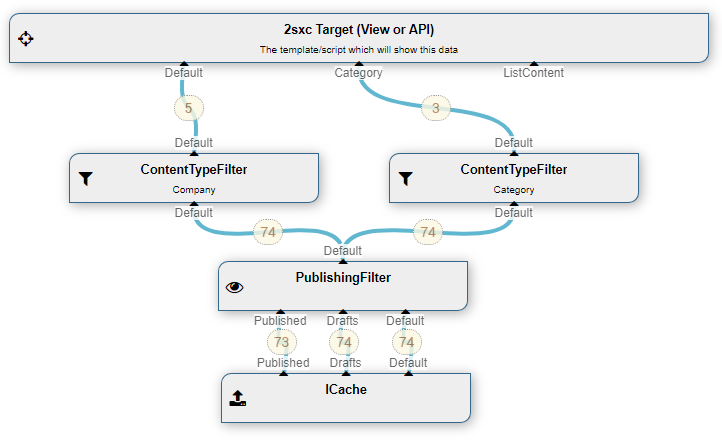 2sxc Target (View or API)
The template/script which will show this data
Default Category ListContent
5 3
Default Default
ContentTypeFilter ContentTypeFilter
Company Category
Default Default
74 74
Default
PublishingFilter
Published Drafts Default
73 74 74
Published Drafts Default
ICache